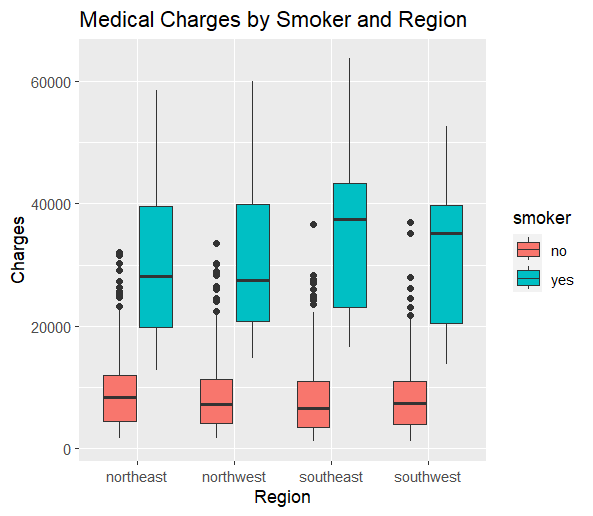 Medical Charges by Smoker and Region
Charges
60000
40000
20000
0
northeast northwest southeast southwest
Region
smoker
no
yes